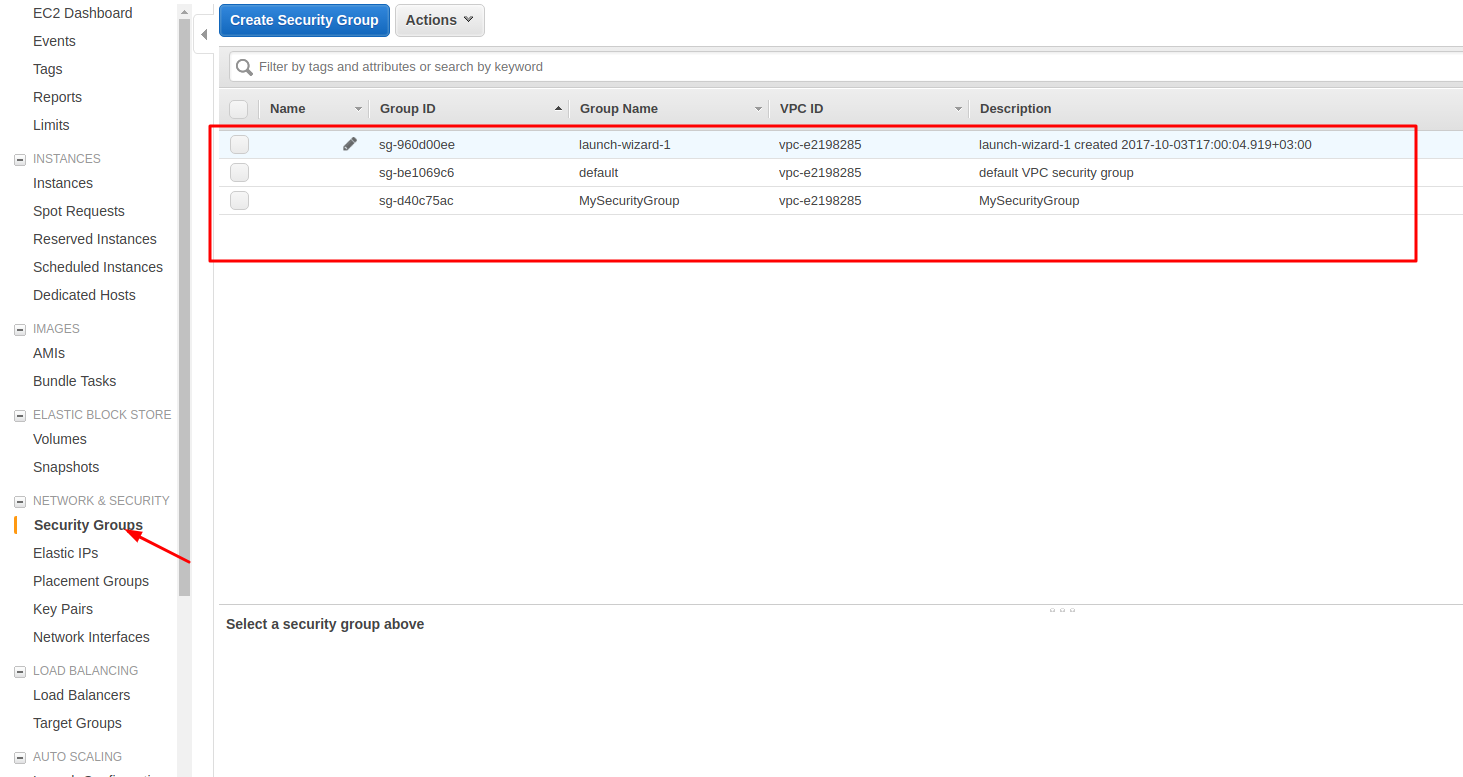 EC2 Dashboard
Events
Tags
Reports
Limits
INSTANCES
Instances
Spot Requests
Reserved Instances
Scheduled Instances
Dedicated Hosts
IMAGES
AMIs
Bundle Tasks
ELASTIC BLOCK STORE
Volumes
Snapshots
NETWORK & SECURITY
Security Groups
Elastic IPs
Placement Groups
Key Pairs
Network Interfaces
LOAD BALANCING
Load Balancers
Target Groups
AUTO SCALING
Create Security Group Actions
Filter by tags and attributes or search by keyword
Name Group ID Group Name VPC ID Description
sg-960d00ee launch-wizard-1 vpc-e2198285 launch-wizard-1 created 2017-10-03T17:00:04.919+03:00
sg-be1069c6 default vpc-e2198285 default VPC security group
sg-d40c75ac MySecurityGroup vpc-e2198285 MySecurityGroup
Select a security group above